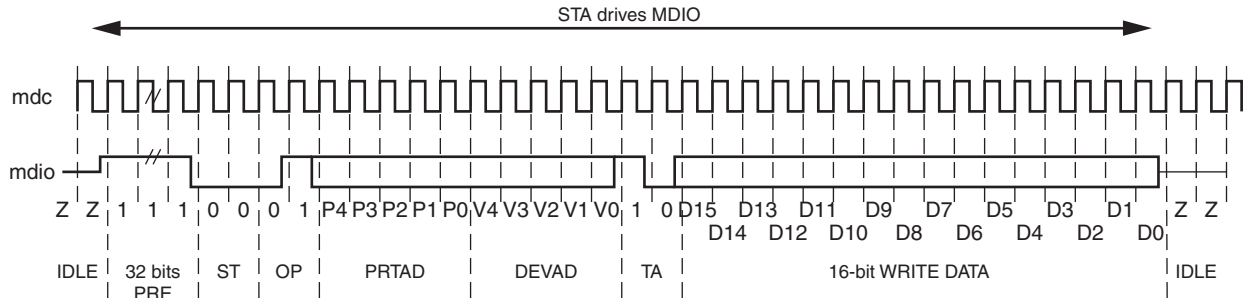 STA drives MDIO
mdc
mdio
Z Z 1 1 1 0 0 0 1 P4 P3 P2 P1 P0 V4 V3 V2 V1 V0 1 0 D15 D13 D11 D9 D7 D5 D3 D1 Z Z
D14 D12 D10 D8 D6 D4 D2 D0
IDLE 32 bits ST OP PRTAD DEVAD TA 16-bit WRITE DATA IDLE
PRE